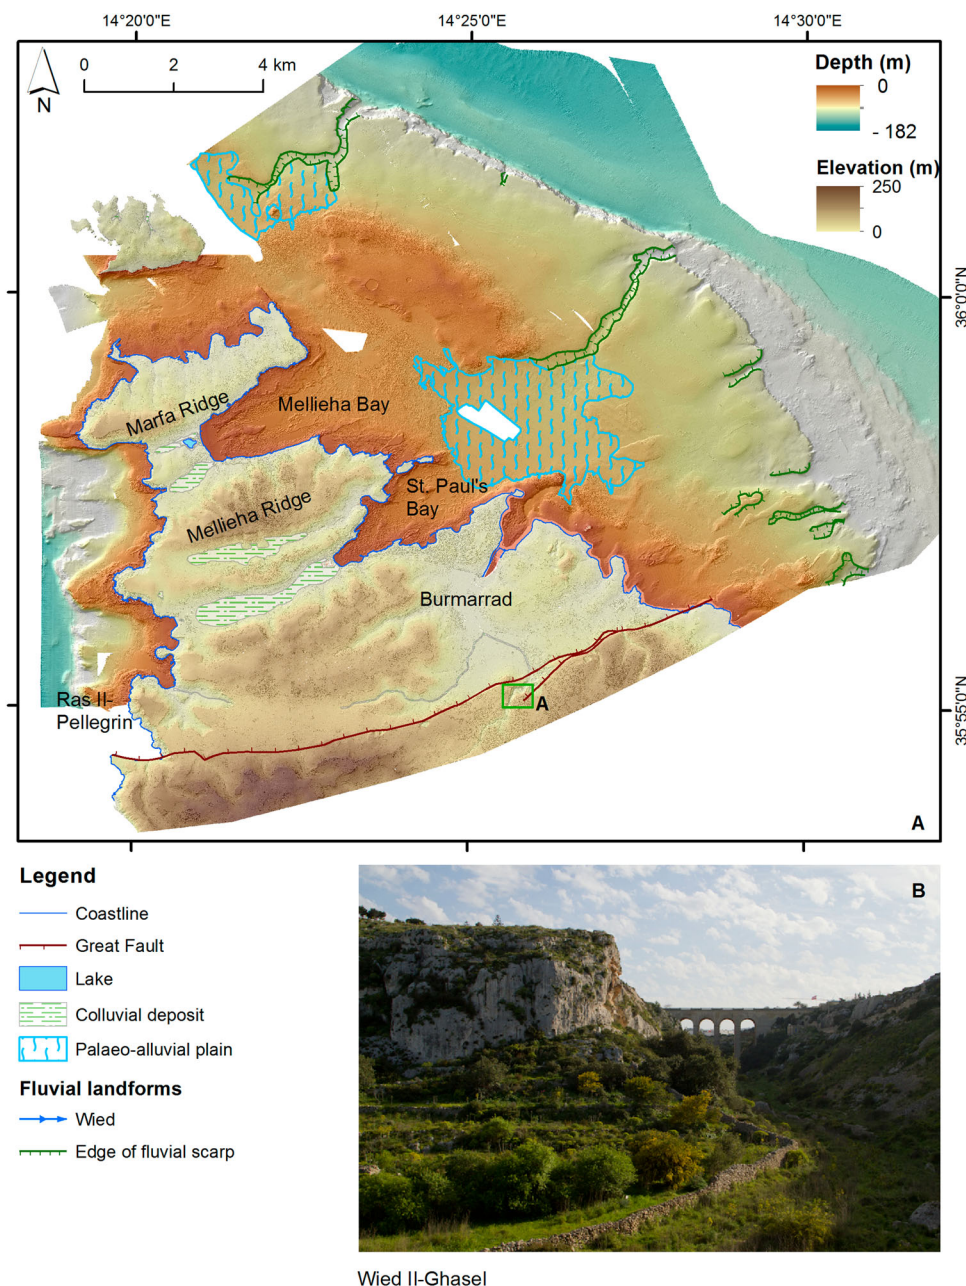 14°20'0"E
14°25'0"E
14°30'0"E
0 2 4 km
N
Depth (m)
0
- 182
Elevation (m)
250
0
36°0'0"N
35°55'0"N
Marfa Ridge
Mellieha Bay
Mellieha Ridge
St. Paul's
Bay
Burmarrad
Ras Il-
Pellegrin
A
A
Legend
Coastline
Great Fault
Lake
Colluvial deposit
Palaeo-alluvial plain
Fluvial landforms
Wied
Edge of fluvial scarp
B
Wied Il-Ghasel